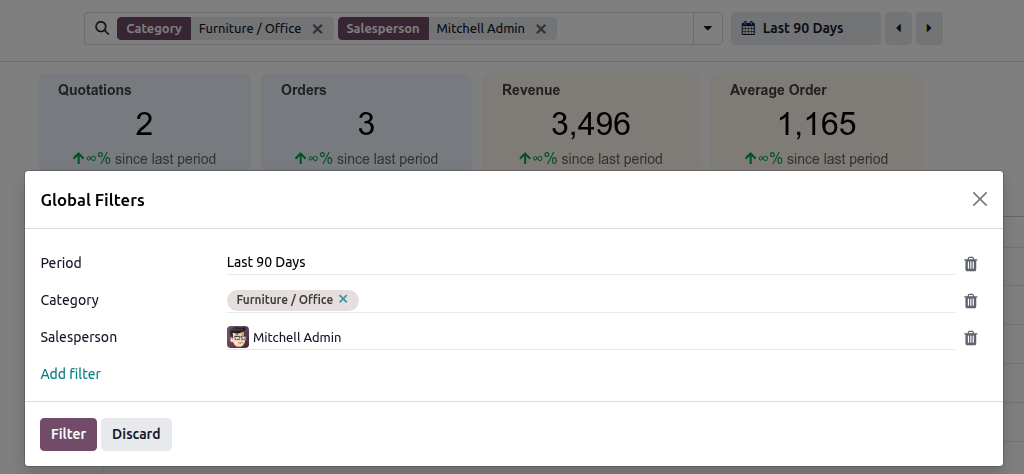 Category Furniture / Office Salesperson Mitchell Admin Last 90 Days
Quotations Orders Revenue Average Order
2 3 3,496 1,165
∞% since last period ∞% since last period ∞% since last period ∞% since last period
Global Filters
Period Last 90 Days
Category Furniture / Office
Salesperson Mitchell Admin
Add filter
Filter Discard